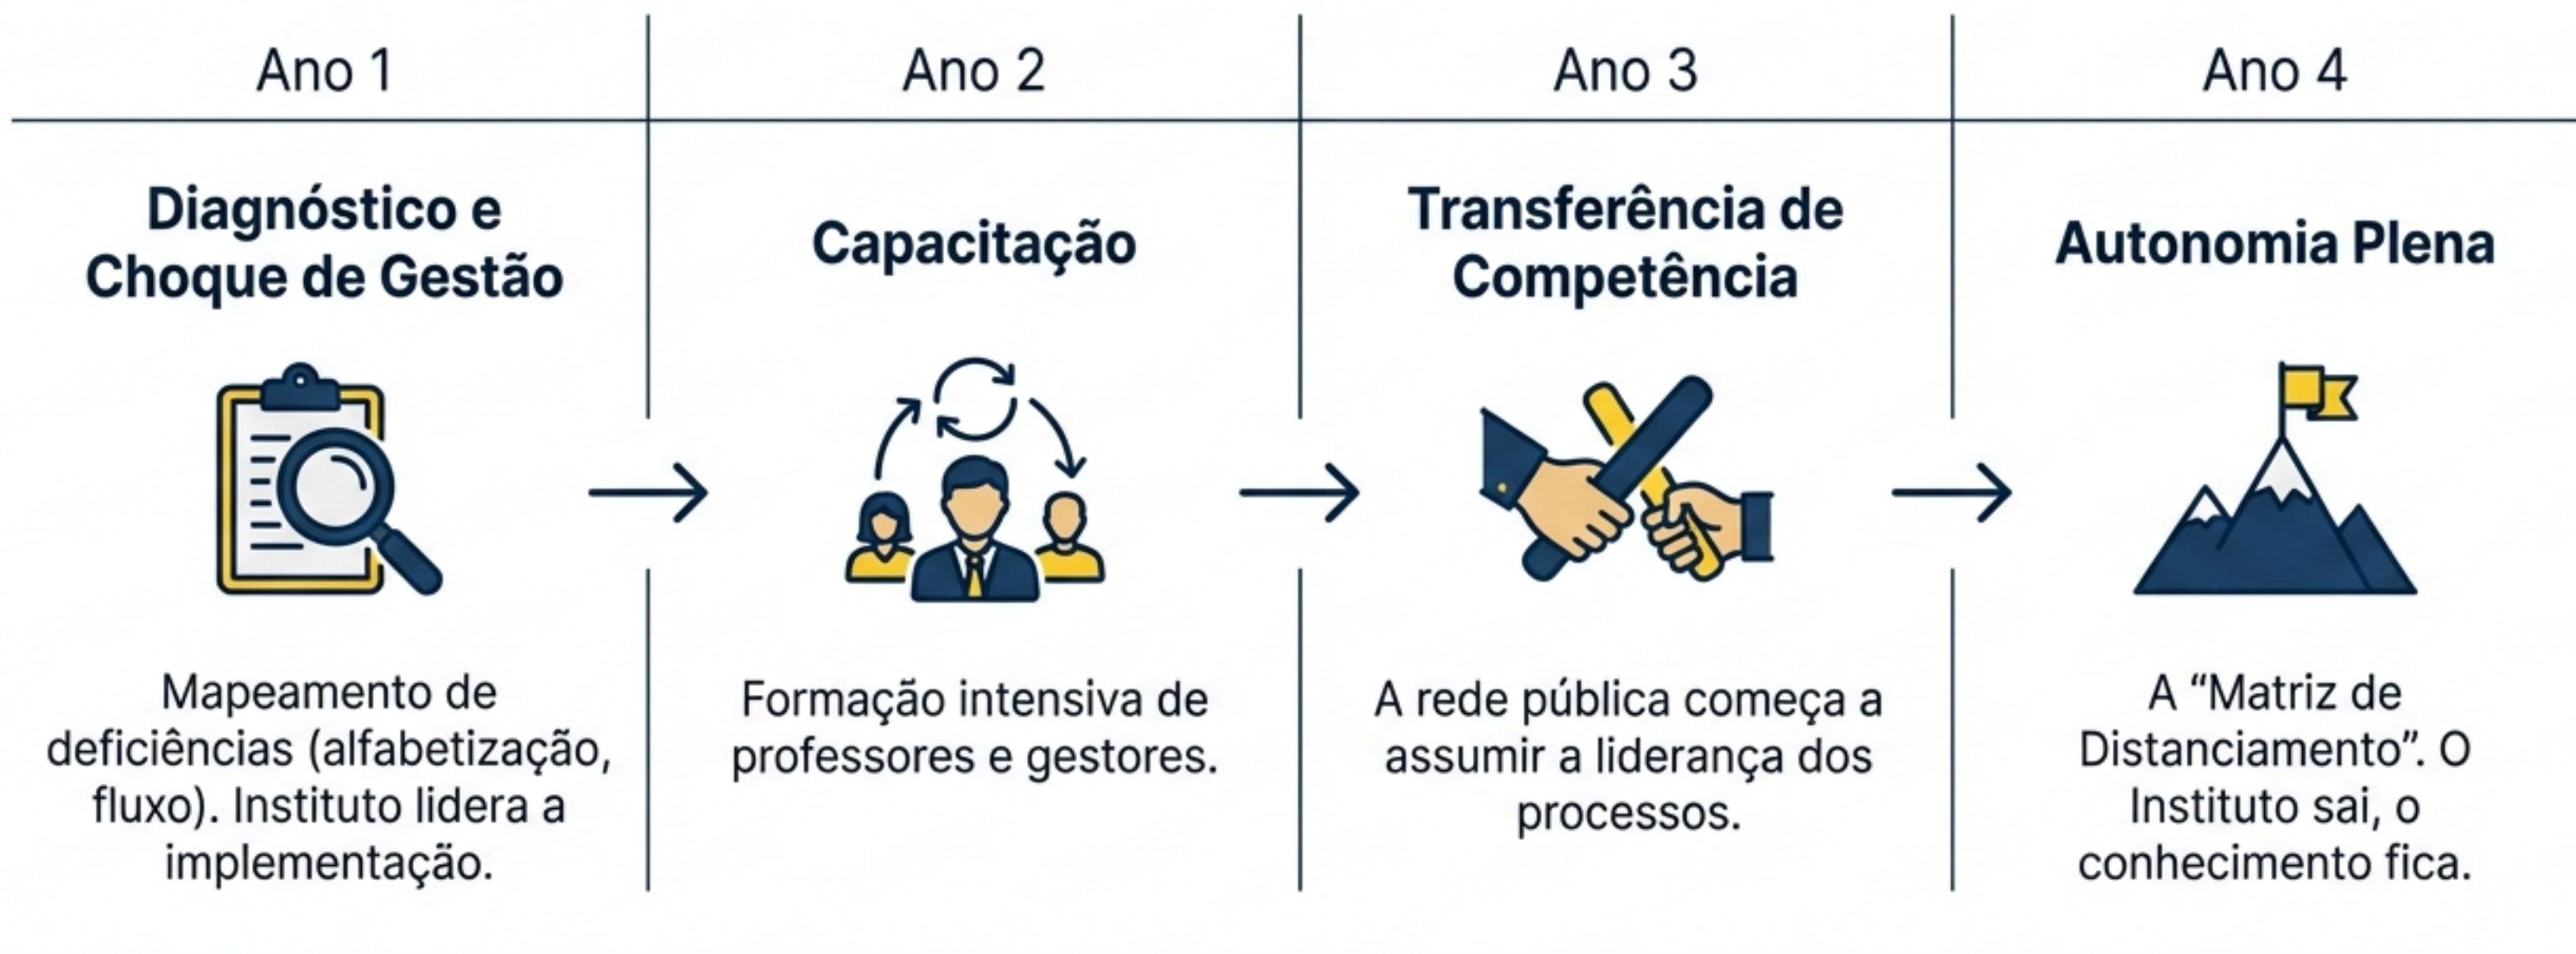 Ano 1
Diagnóstico e
Choque de Gestão
Mapeamento de
deficiências (alfabetização,
fluxo). Instituto lidera a
implementação.
Ano 2
Capacitação
Formação intensiva de
professores e gestores.
Ano 3
Transferência de
Competência
A rede pública começa a
assumir a liderança dos
processos.
Ano 4
Autonomia Plena
A “Matriz de
Distanciamento”. O
Instituto sai, o
conhecimento fica.